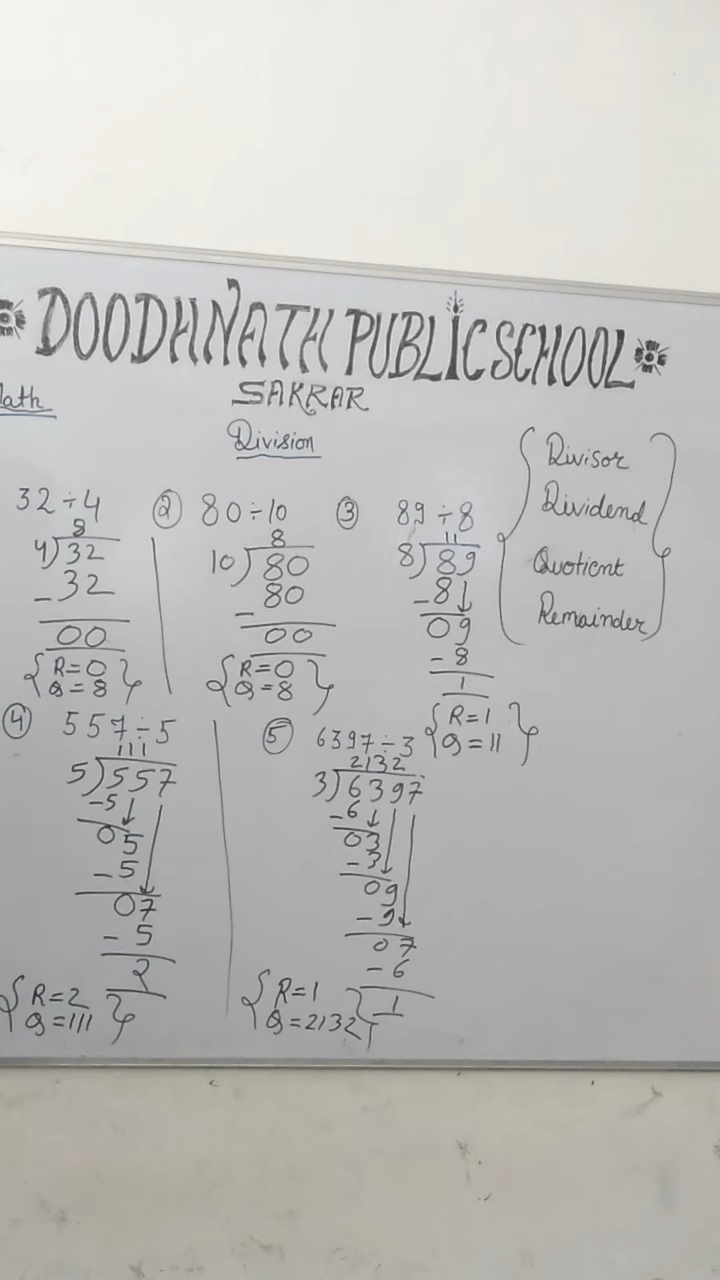 DOODHNATH PUBLIC SCHOOL
SAKRAR
Division
Divisor
Dividend
Quotient
Remainder
32÷4
8
4)32
-32
00
R=0
Q=8
② 80÷10
8
10)80
- 80
00
R=0
Q=8
③ 89÷8
11
8)89
-8↓
09
-8
1
R=1
Q=11
④ 557÷5
111
5)557
-5↓
05
-5
07
-5
2
R=2
Q=111
⑤ 6397÷3
2132
3)6397
-6↓
03
-3
09
-9
07
-6
1
R=1
Q=2132